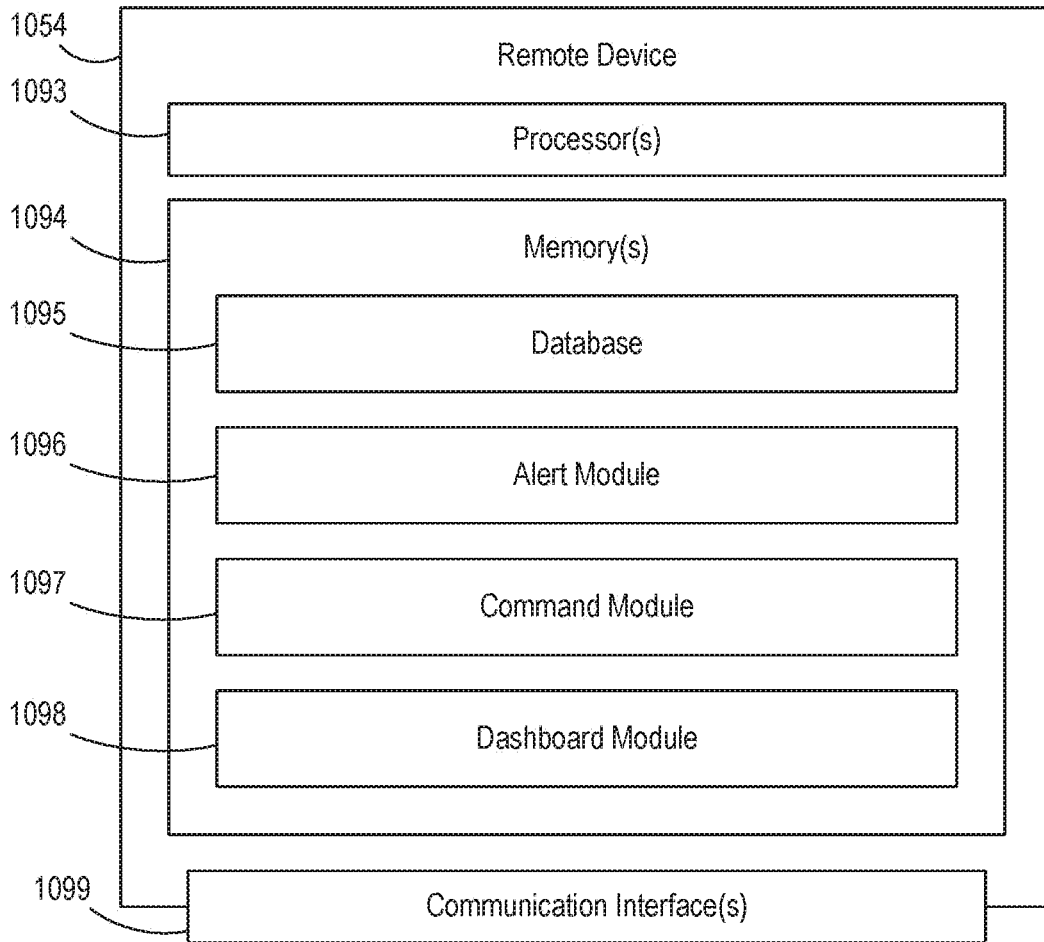 1054
Remote Device
1093
Processor(s)
1094
Memory(s)
1095
Database
1096
Alert Module
1097
Command Module
1098
Dashboard Module
1099
Communication Interface(s)